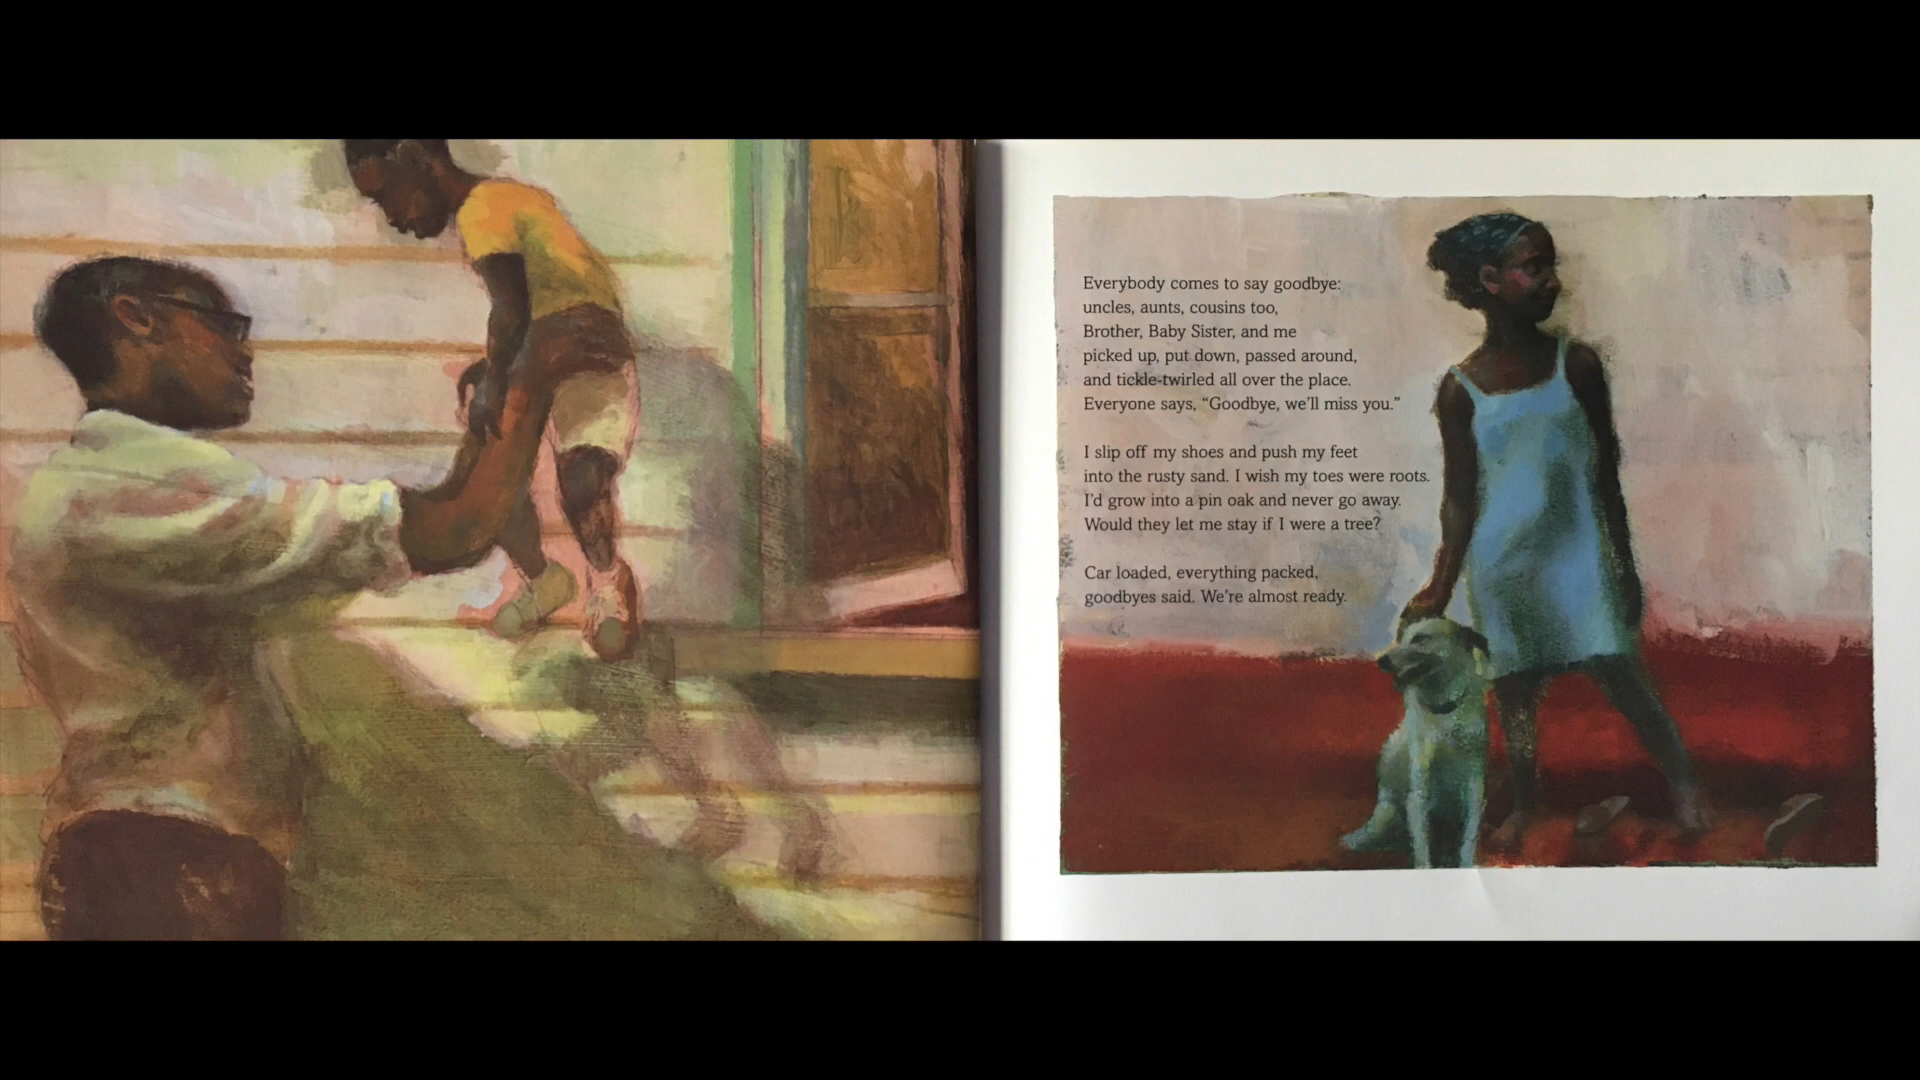 Everybody comes to say goodbye:
uncles, aunts, cousins too,
Brother, Baby Sister, and me
picked up, put down, passed around,
and tickle-twirled all over the place.
Everyone says, “Goodbye, we’ll miss you.”
I slip off my shoes and push my feet
into the rusty sand. I wish my toes were roots.
I’d grow into a pin oak and never go away.
Would they let me stay if I were a tree?
Car loaded, everything packed,
goodbyes said. We’re almost ready.